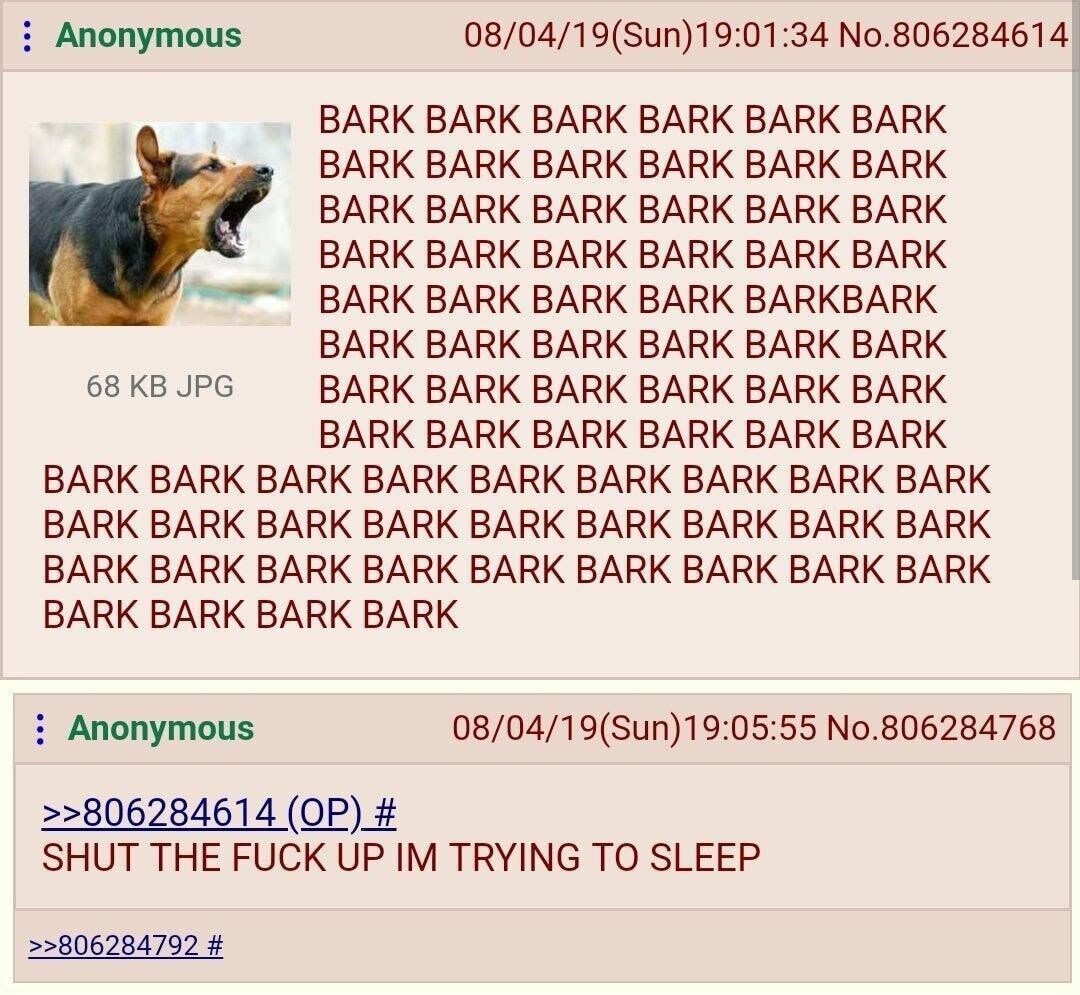 Anonymous 08/04/19(Sun)19:01:34 No.806284614
BARK BARK BARK BARK BARK BARK
BARK BARK BARK BARK BARK BARK
BARK BARK BARK BARK BARK BARK
BARK BARK BARK BARK BARK BARK
BARK BARK BARK BARK BARKBARK
BARK BARK BARK BARK BARK BARK
68 KB JPG
BARK BARK BARK BARK BARK BARK
BARK BARK BARK BARK BARK BARK
BARK BARK BARK BARK BARK BARK BARK BARK BARK
BARK BARK BARK BARK BARK BARK BARK BARK BARK
BARK BARK BARK BARK BARK BARK BARK BARK BARK
BARK BARK BARK BARK
Anonymous 08/04/19(Sun)19:05:55 No.806284768
>>806284614 (OP) #
SHUT THE FUCK UP IM TRYING TO SLEEP
>>806284792 #